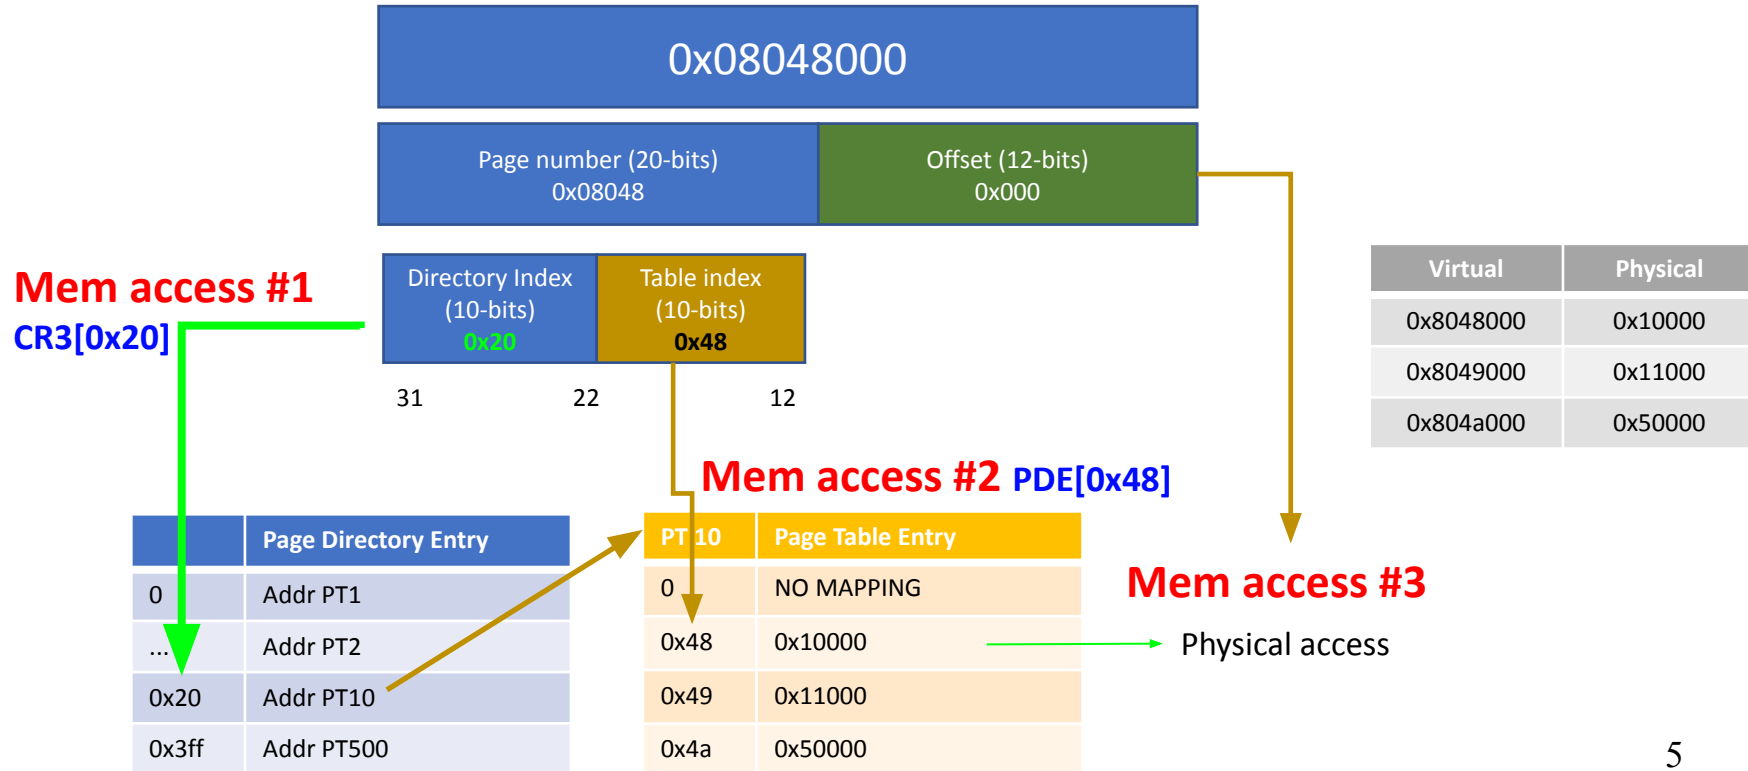 0x08048000
Page number (20-bits)
0x08048
Offset (12-bits)
0x000
Mem access #1
CR3[0x20]
Directory Index
(10-bits)
0x20
Table index
(10-bits)
0x48
31 22 12
Virtual Physical
0x8048000 0x10000
0x8049000 0x11000
0x804a000 0x50000
Mem access #2 PDE[0x48]
Page Directory Entry
0 Addr PT1
... Addr PT2
0x20 Addr PT10
0x3ff Addr PT500
PT 10 Page Table Entry
0 NO MAPPING
0x48 0x10000
0x49 0x11000
0x4a 0x50000
Mem access #3
Physical access
5